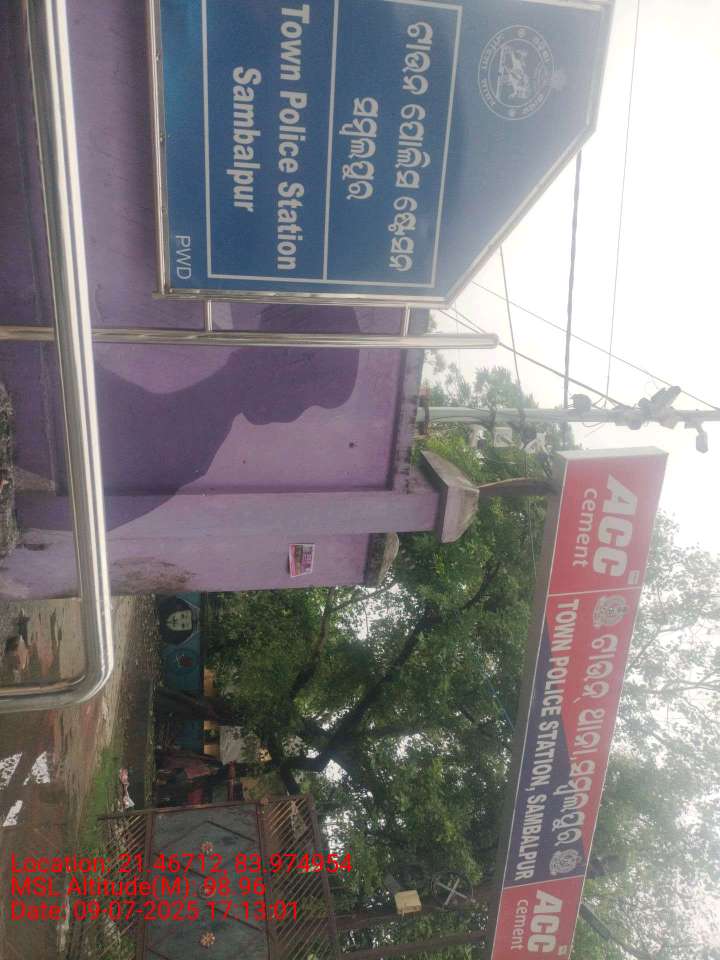 ଟାଉନ ପୋଲିସ ଷ୍ଟେସନ
ସମ୍ବଲପୁର
Town Police Station
Sambalpur
PWD
ACC
cement
ଟାଉନ୍ ଥାନା ସମ୍ବଲପୁର
TOWN POLICE STATION, SAMBALPUR
ACC
cement
Location: 21.46712, 83.974954
MSL Altitude(M): 98.96
Date: 09-07-2025 17:13:01